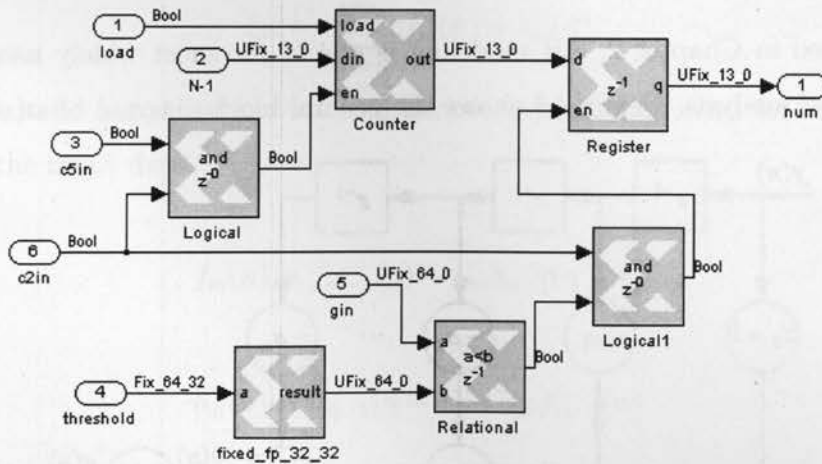 1
load
Bool
2
N-1
UFix_13_0
load
din
en
out
Counter
UFix_13_0
d
en
z-1
q
Register
UFix_13_0
1
num
3
c5in
Bool
and
z-0
Logical
Bool
6
c2in
Bool
5
gin
UFix_64_0
and
z-0
Logical1
Bool
4
threshold
Fix_64_32
a
result
fixed_fp_32_32
UFix_64_0
a
b
a<b
z-1
Relational
Bool